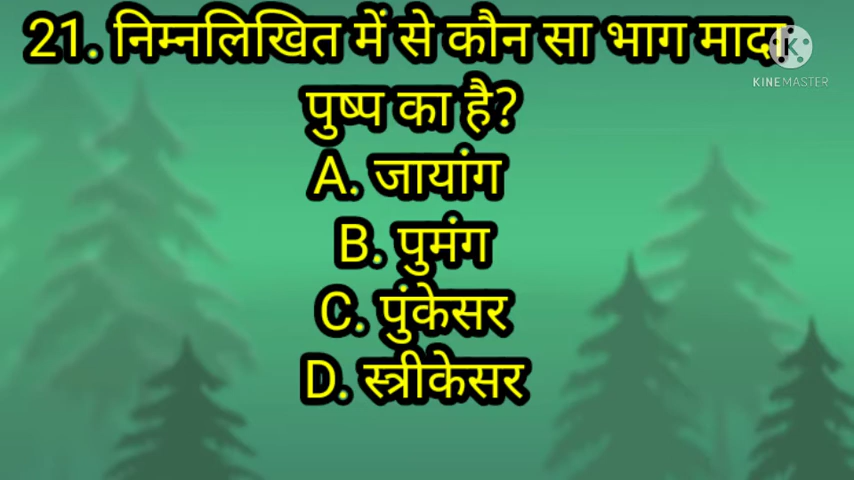 21. निम्नलिखित में से कौन सा भाग मादा
पुष्प का है?
A. जायांग
B. पुमंग
C. पुंकेसर
D. स्त्रीकेसर
K
KINEMASTER